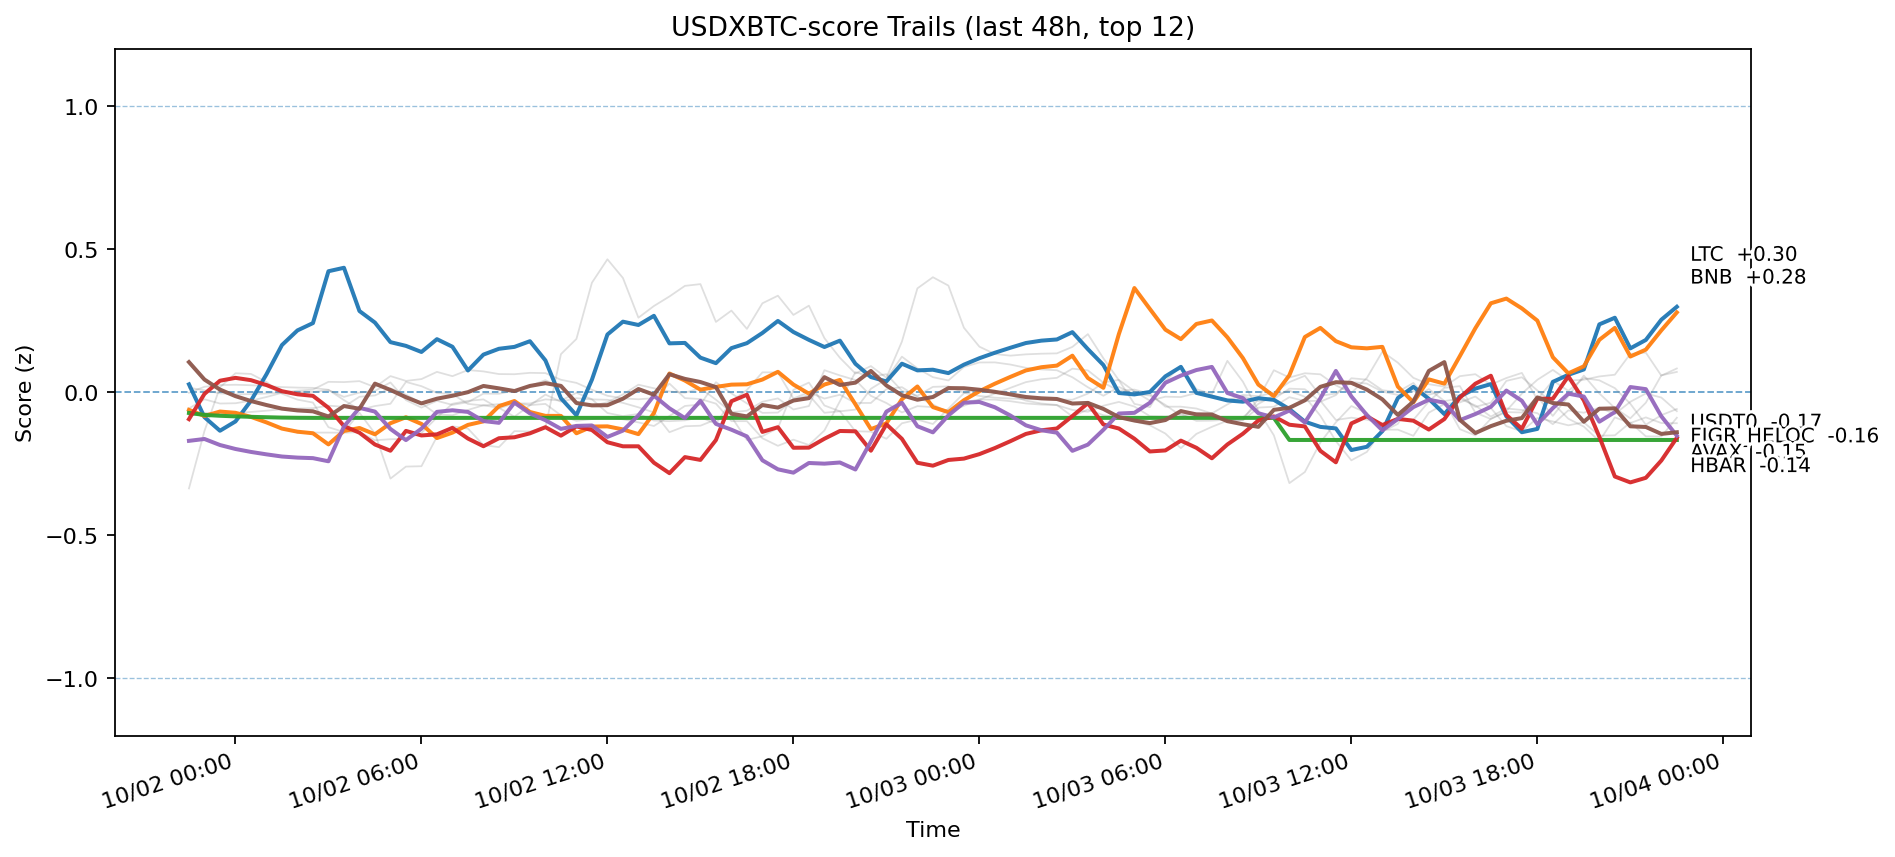 USDXBTC-score Trails (last 48h, top 12)
Score (z)
1.0
0.5
0.0
−0.5
−1.0
LTC +0.30
BNB +0.28
USDT0 -0.17
FIGR_HELOC -0.16
AVAX -0.15
HBAR -0.14
10/02 00:00
10/02 06:00
10/02 12:00
10/02 18:00
10/03 00:00
10/03 06:00
10/03 12:00
10/03 18:00
10/04 00:00
Time